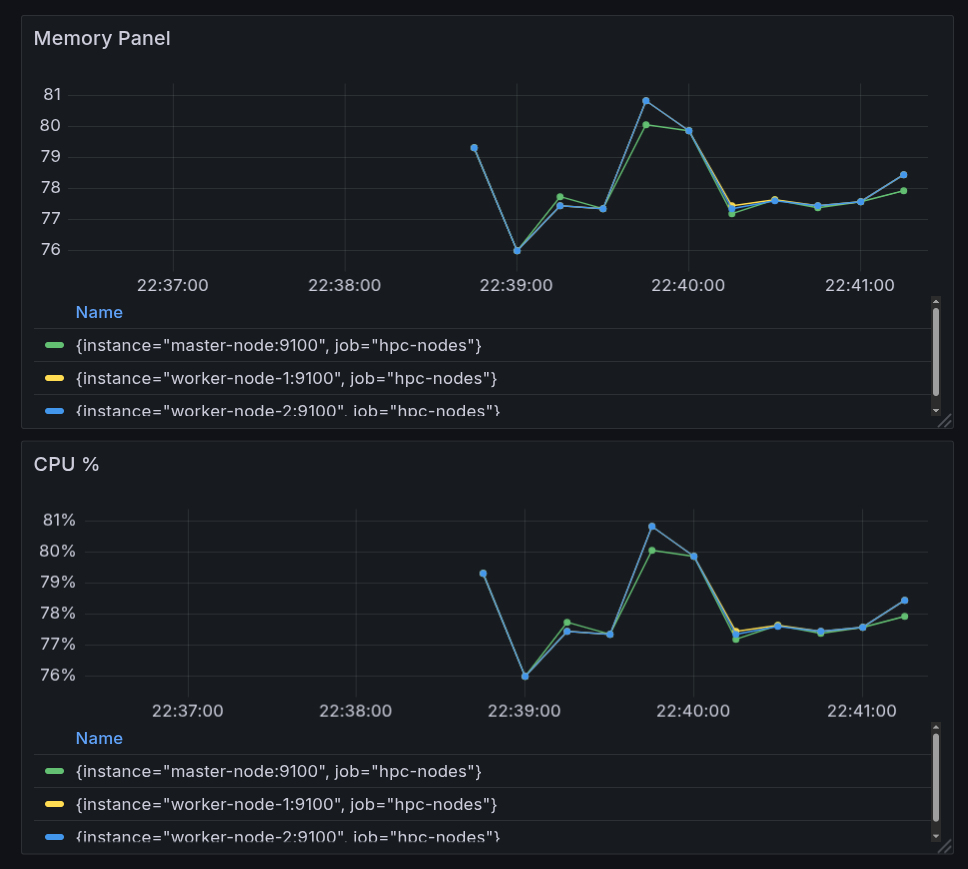 Memory Panel
81
80
79
78
77
76
22:37:00 22:38:00 22:39:00 22:40:00 22:41:00
Name
{instance="master-node:9100", job="hpc-nodes"}
{instance="worker-node-1:9100", job="hpc-nodes"}
{instance="worker-node-2:9100", job="hpc-nodes"}
CPU %
81%
80%
79%
78%
77%
76%
22:37:00 22:38:00 22:39:00 22:40:00 22:41:00
Name
{instance="master-node:9100", job="hpc-nodes"}
{instance="worker-node-1:9100", job="hpc-nodes"}
{instance="worker-node-2:9100", job="hpc-nodes"}